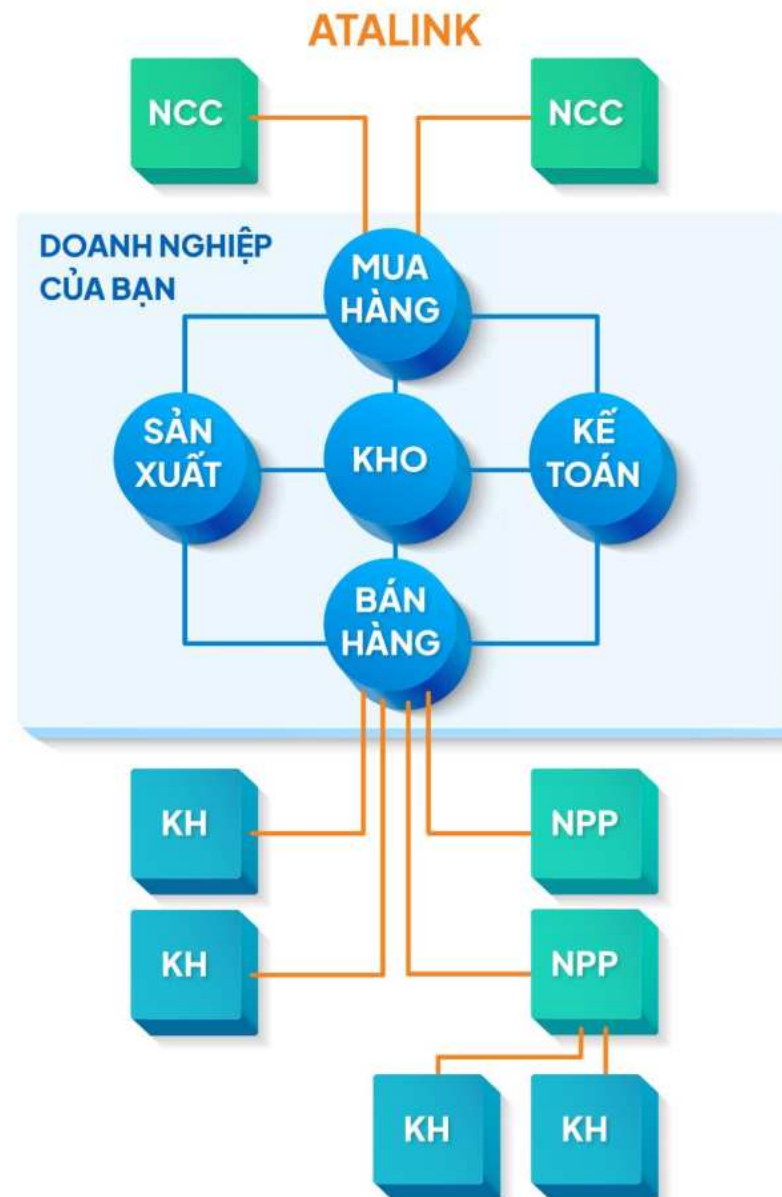 ATALINK
NCC
NCC
DOANH NGHIỆP
CỦA BẠN
MUA
HÀNG
SẢN
XUẤT
KHO
KẾ
TOÁN
BÁN
HÀNG
KH
NPP
KH
NPP
KH
KH